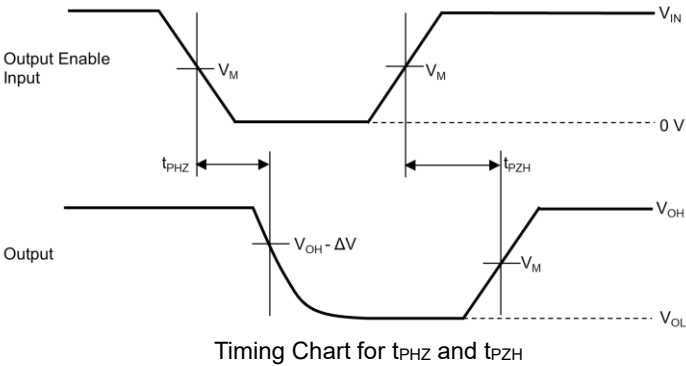 V_IN
Output Enable
Input
V_M
V_M
0 V
t_PHZ
t_PZH
V_OH
V_OH - ΔV
Output
V_M
V_OL
Timing Chart for t_PHZ and t_PZH